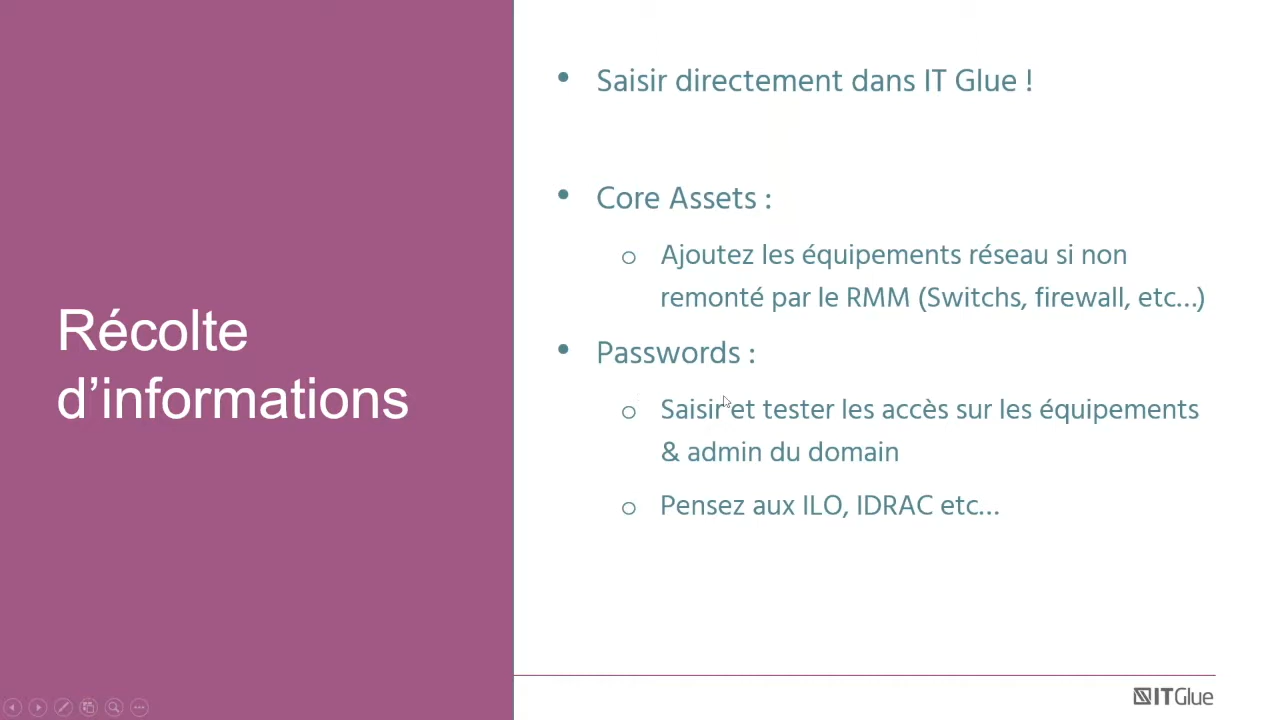 Récolte
d’informations
• Saisir directement dans IT Glue !
• Core Assets :
o Ajoutez les équipements réseau si non
remonté par le RMM (Switchs, firewall, etc…)
• Passwords :
o Saisir et tester les accès sur les équipements
& admin du domain
o Pensez aux ILO, IDRAC etc…
ITGlue